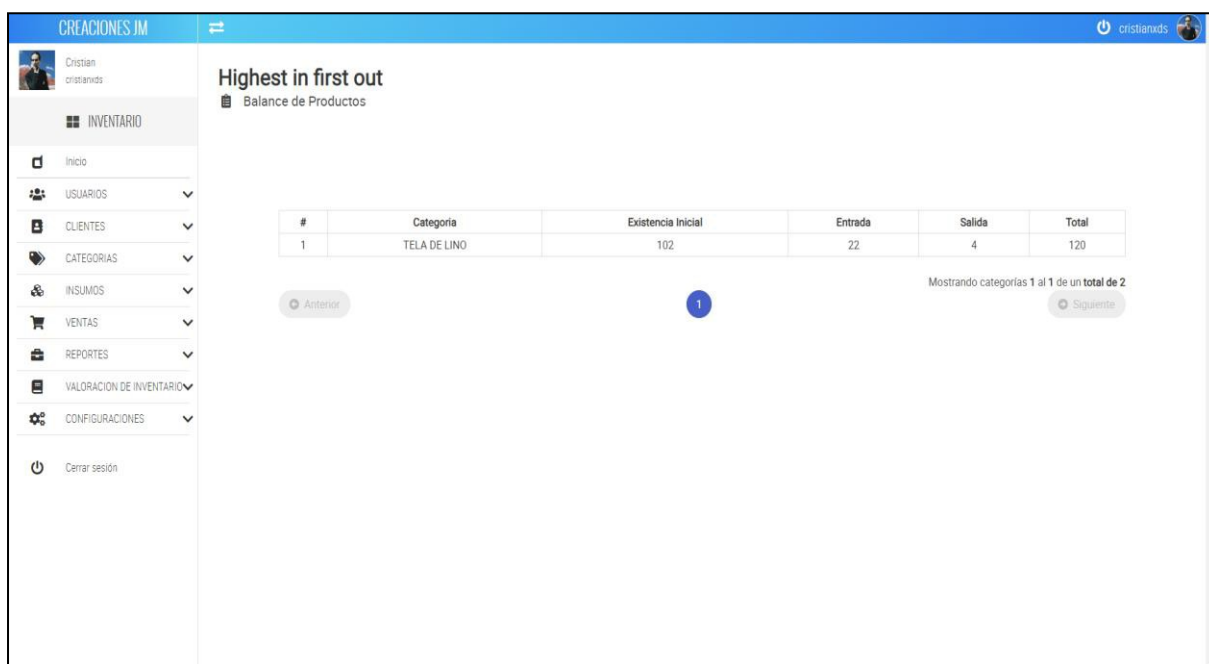 CREACIONES JM
cristianxds
Cristian
cristianxds
INVENTARIO
Inicio
USUARIOS
CLIENTES
CATEGORIAS
INSUMOS
VENTAS
REPORTES
VALORACION DE INVENTARIO
CONFIGURACIONES
Cerrar sesión
Highest in first out
Balance de Productos
# Categoria Existencia Inicial Entrada Salida Total
1 TELA DE LINO 102 22 4 120
Mostrando categorías 1 al 1 de un total de 2
Anterior 1 Siguiente